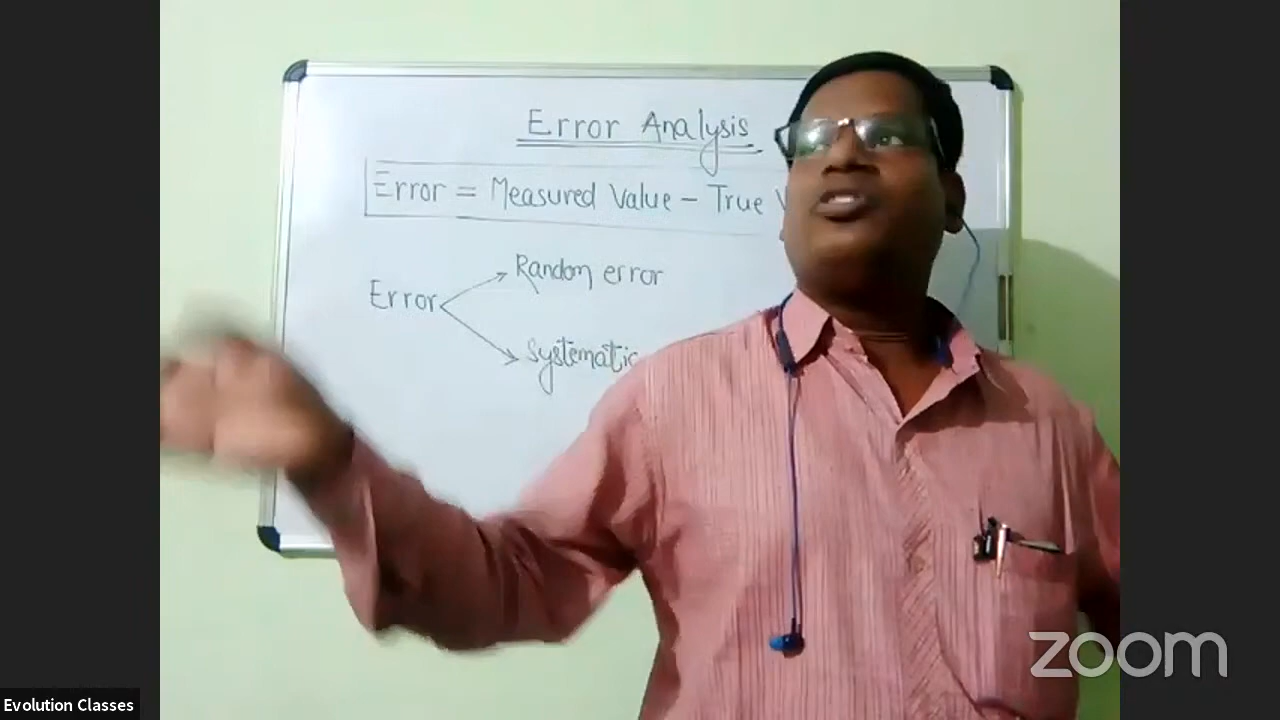 Error Analysis
Error = Measured Value - True
Random error
Error
Systematic
zoom
Evolution Classes